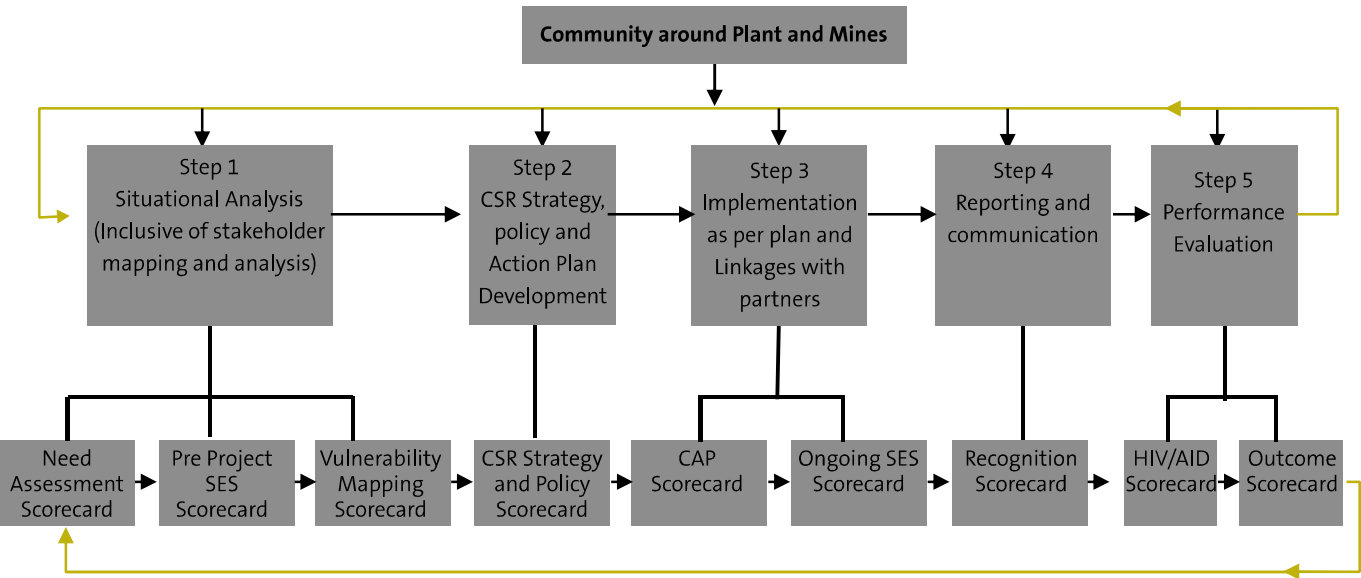 Community around Plant and Mines
Step 1
Situational Analysis
(Inclusive of stakeholder
mapping and analysis)
Step 2
CSR Strategy,
policy and
Action Plan
Development
Step 3
Implementation
as per plan and
Linkages with
partners
Step 4
Reporting and
communication
Step 5
Performance
Evaluation
Need
Assessment
Scorecard
Pre Project
SES
Scorecard
Vulnerability
Mapping
Scorecard
CSR Strategy
and Policy
Scorecard
CAP
Scorecard
Ongoing SES
Scorecard
Recognition
Scorecard
HIV/AID
Scorecard
Outcome
Scorecard